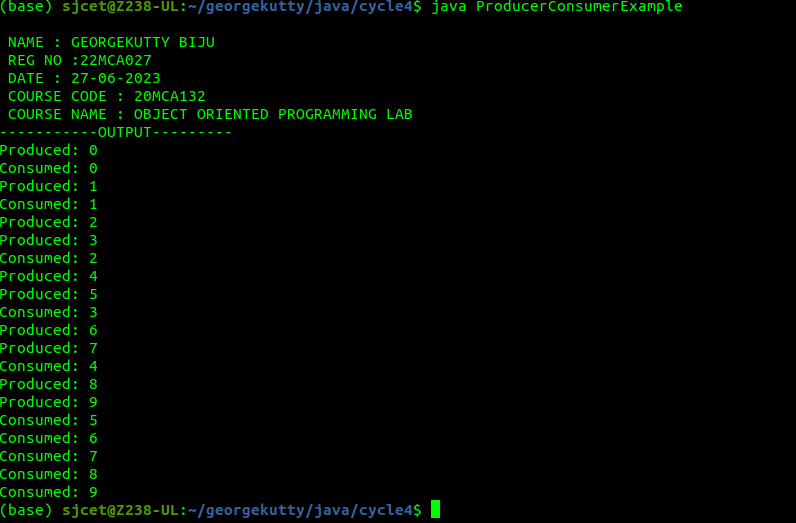 (base) sjcet@Z238-UL:~/georgekutty/java/cycle4$ java ProducerConsumerExample
NAME : GEORGEKUTTY BIJU
REG NO :22MCA027
DATE : 27-06-2023
COURSE CODE : 20MCA132
COURSE NAME : OBJECT ORIENTED PROGRAMMING LAB
-----------OUTPUT---------
Produced: 0
Consumed: 0
Produced: 1
Consumed: 1
Produced: 2
Produced: 3
Consumed: 2
Produced: 4
Produced: 5
Consumed: 3
Produced: 6
Produced: 7
Consumed: 4
Produced: 8
Produced: 9
Consumed: 5
Consumed: 6
Consumed: 7
Consumed: 8
Consumed: 9
(base) sjcet@Z238-UL:~/georgekutty/java/cycle4$